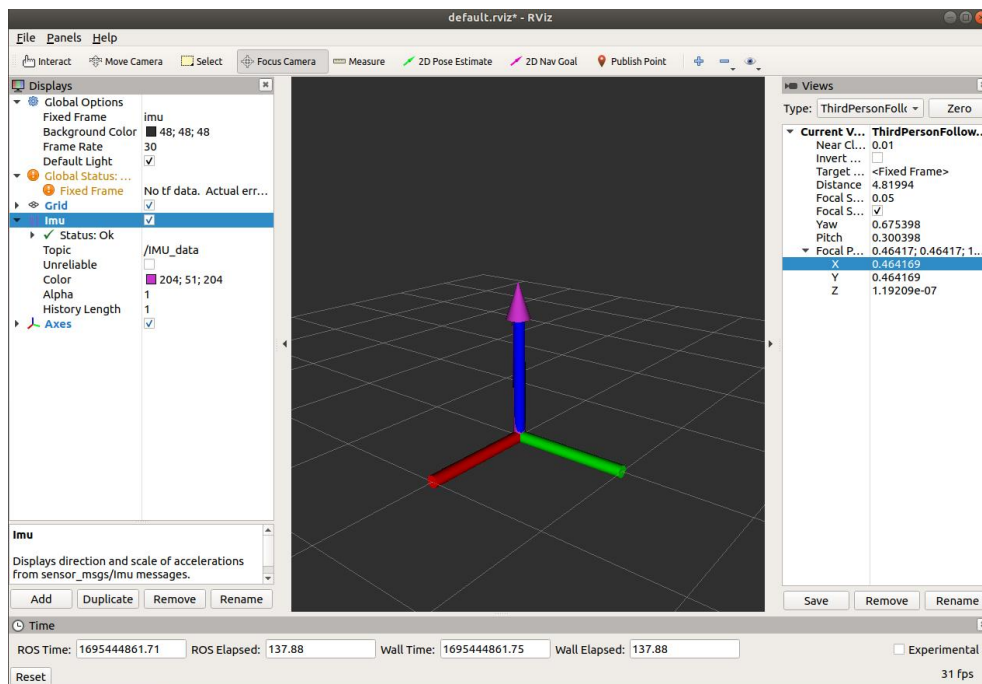 default.rviz* - RViz
File Panels Help
Interact Move Camera Select Focus Camera Measure 2D Pose Estimate 2D Nav Goal Publish Point
Displays
Global Options
Fixed Frame imu
Background Color 48; 48; 48
Frame Rate 30
Default Light
Global Status: ...
Fixed Frame No tf data. Actual err...
Grid
Imu
Status: Ok
Topic /IMU_data
Unreliable
Color 204; 51; 204
Alpha 1
History Length 1
Axes
Imu
Displays direction and scale of accelerations
from sensor_msgs/Imu messages.
Add Duplicate Remove Rename
Views
Type: ThirdPersonFollo Zero
Current V... ThirdPersonFollow...
Near Cl... 0.01
Invert ...
Target ... <Fixed Frame>
Distance 4.81994
Focal S... 0.05
Focal S...
Yaw 0.675398
Pitch 0.300398
Focal P... 0.46417; 0.46417; 1...
X 0.464169
Y 0.464169
Z 1.19209e-07
Save Remove Rename
Time
ROS Time: 1695444861.71 ROS Elapsed: 137.88 Wall Time: 1695444861.75 Wall Elapsed: 137.88 Experimental
Reset 31 fps